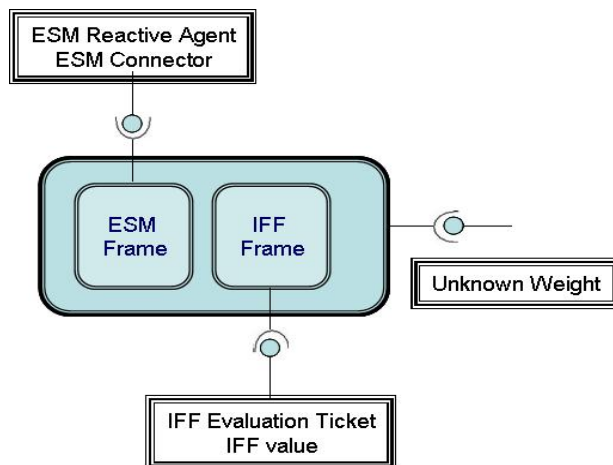 ESM Reactive Agent
ESM Connector
ESM
Frame
IFF
Frame
Unknown Weight
IFF Evaluation Ticket
IFF value